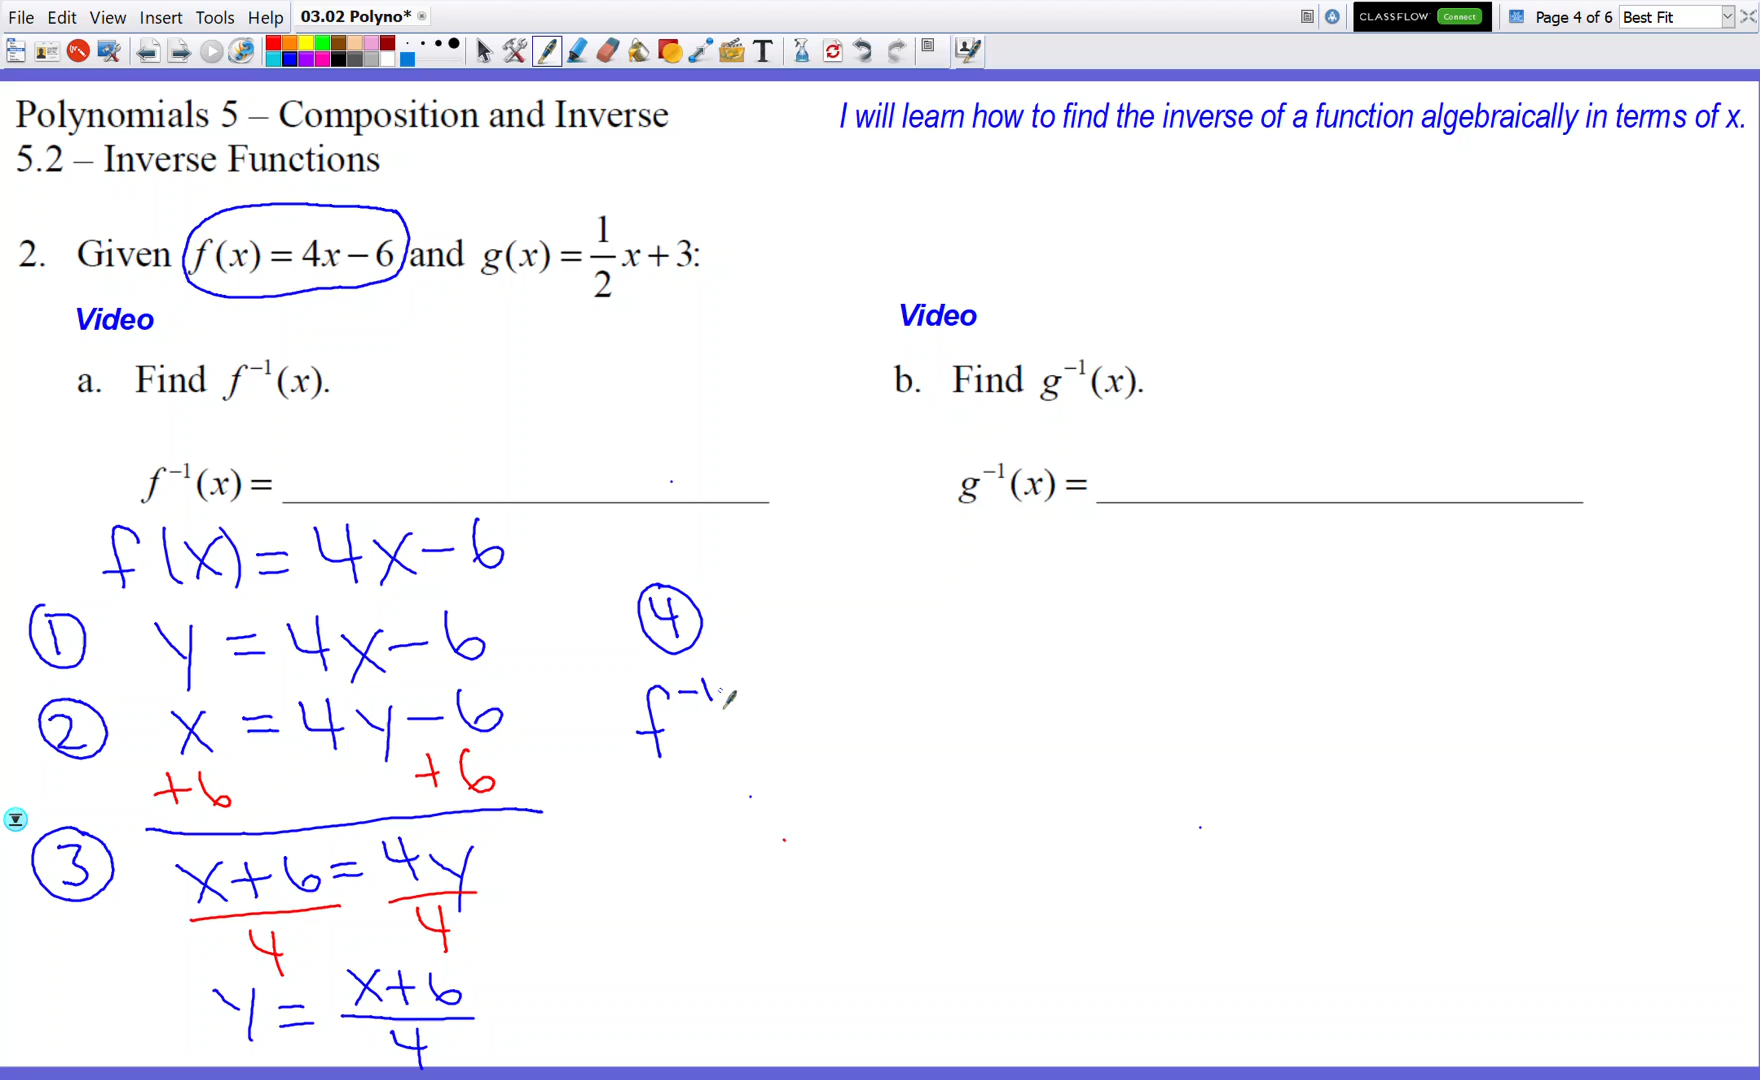 File Edit View Insert Tools Help 03.02 Polyno* CLASSFLOW Connect Page 4 of 6 Best Fit
T
Polynomials 5 – Composition and Inverse
5.2 – Inverse Functions
I will learn how to find the inverse of a function algebraically in terms of x.
2. Given f(x) = 4x − 6 and g(x) = 1/2 x + 3:
Video
a. Find f⁻¹(x).
f⁻¹(x) = ____________________
f(x) = 4x − 6
① y = 4x − 6
② x = 4y − 6
+6 +6
③ x + 6 = 4y
4 4
y = x + 6
4
④
f⁻¹
Video
b. Find g⁻¹(x).
g⁻¹(x) = ____________________